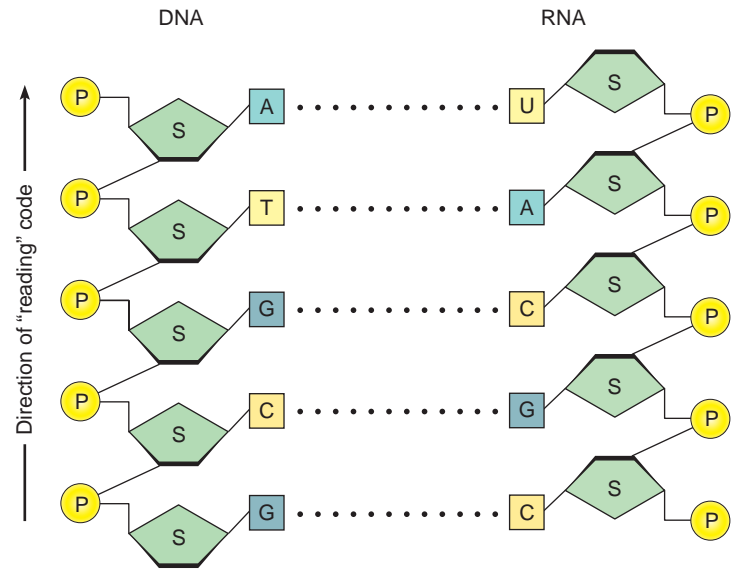 DNA RNA
P S A U S P
P S T A S P
P S G C S P
P S C G S P
P S G C S P
Direction of “reading” code